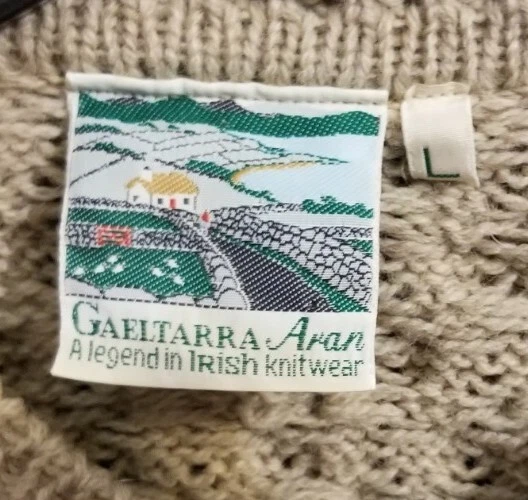 L
GAELTARRA Aran
A legend in IRish knitwear